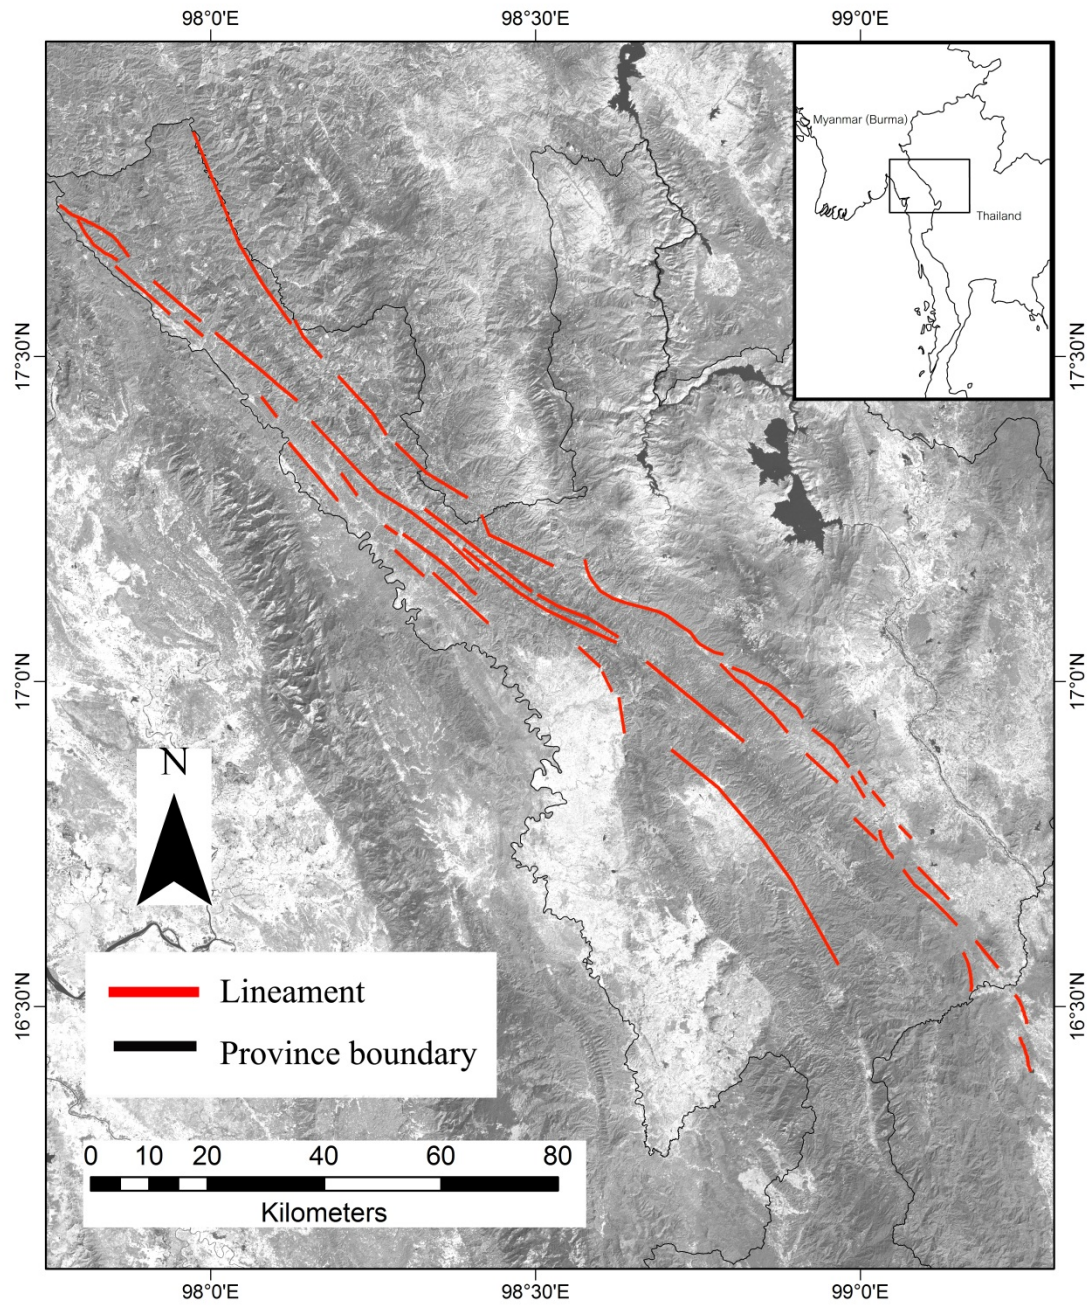 98°0'E 98°30'E 99°0'E
Myanmar (Burma)
Thailand
17°30'N 17°30'N
17°0'N 17°0'N
N
16°30'N 16°30'N
Lineament
Province boundary
0 10 20 40 60 80
Kilometers
98°0'E 98°30'E 99°0'E